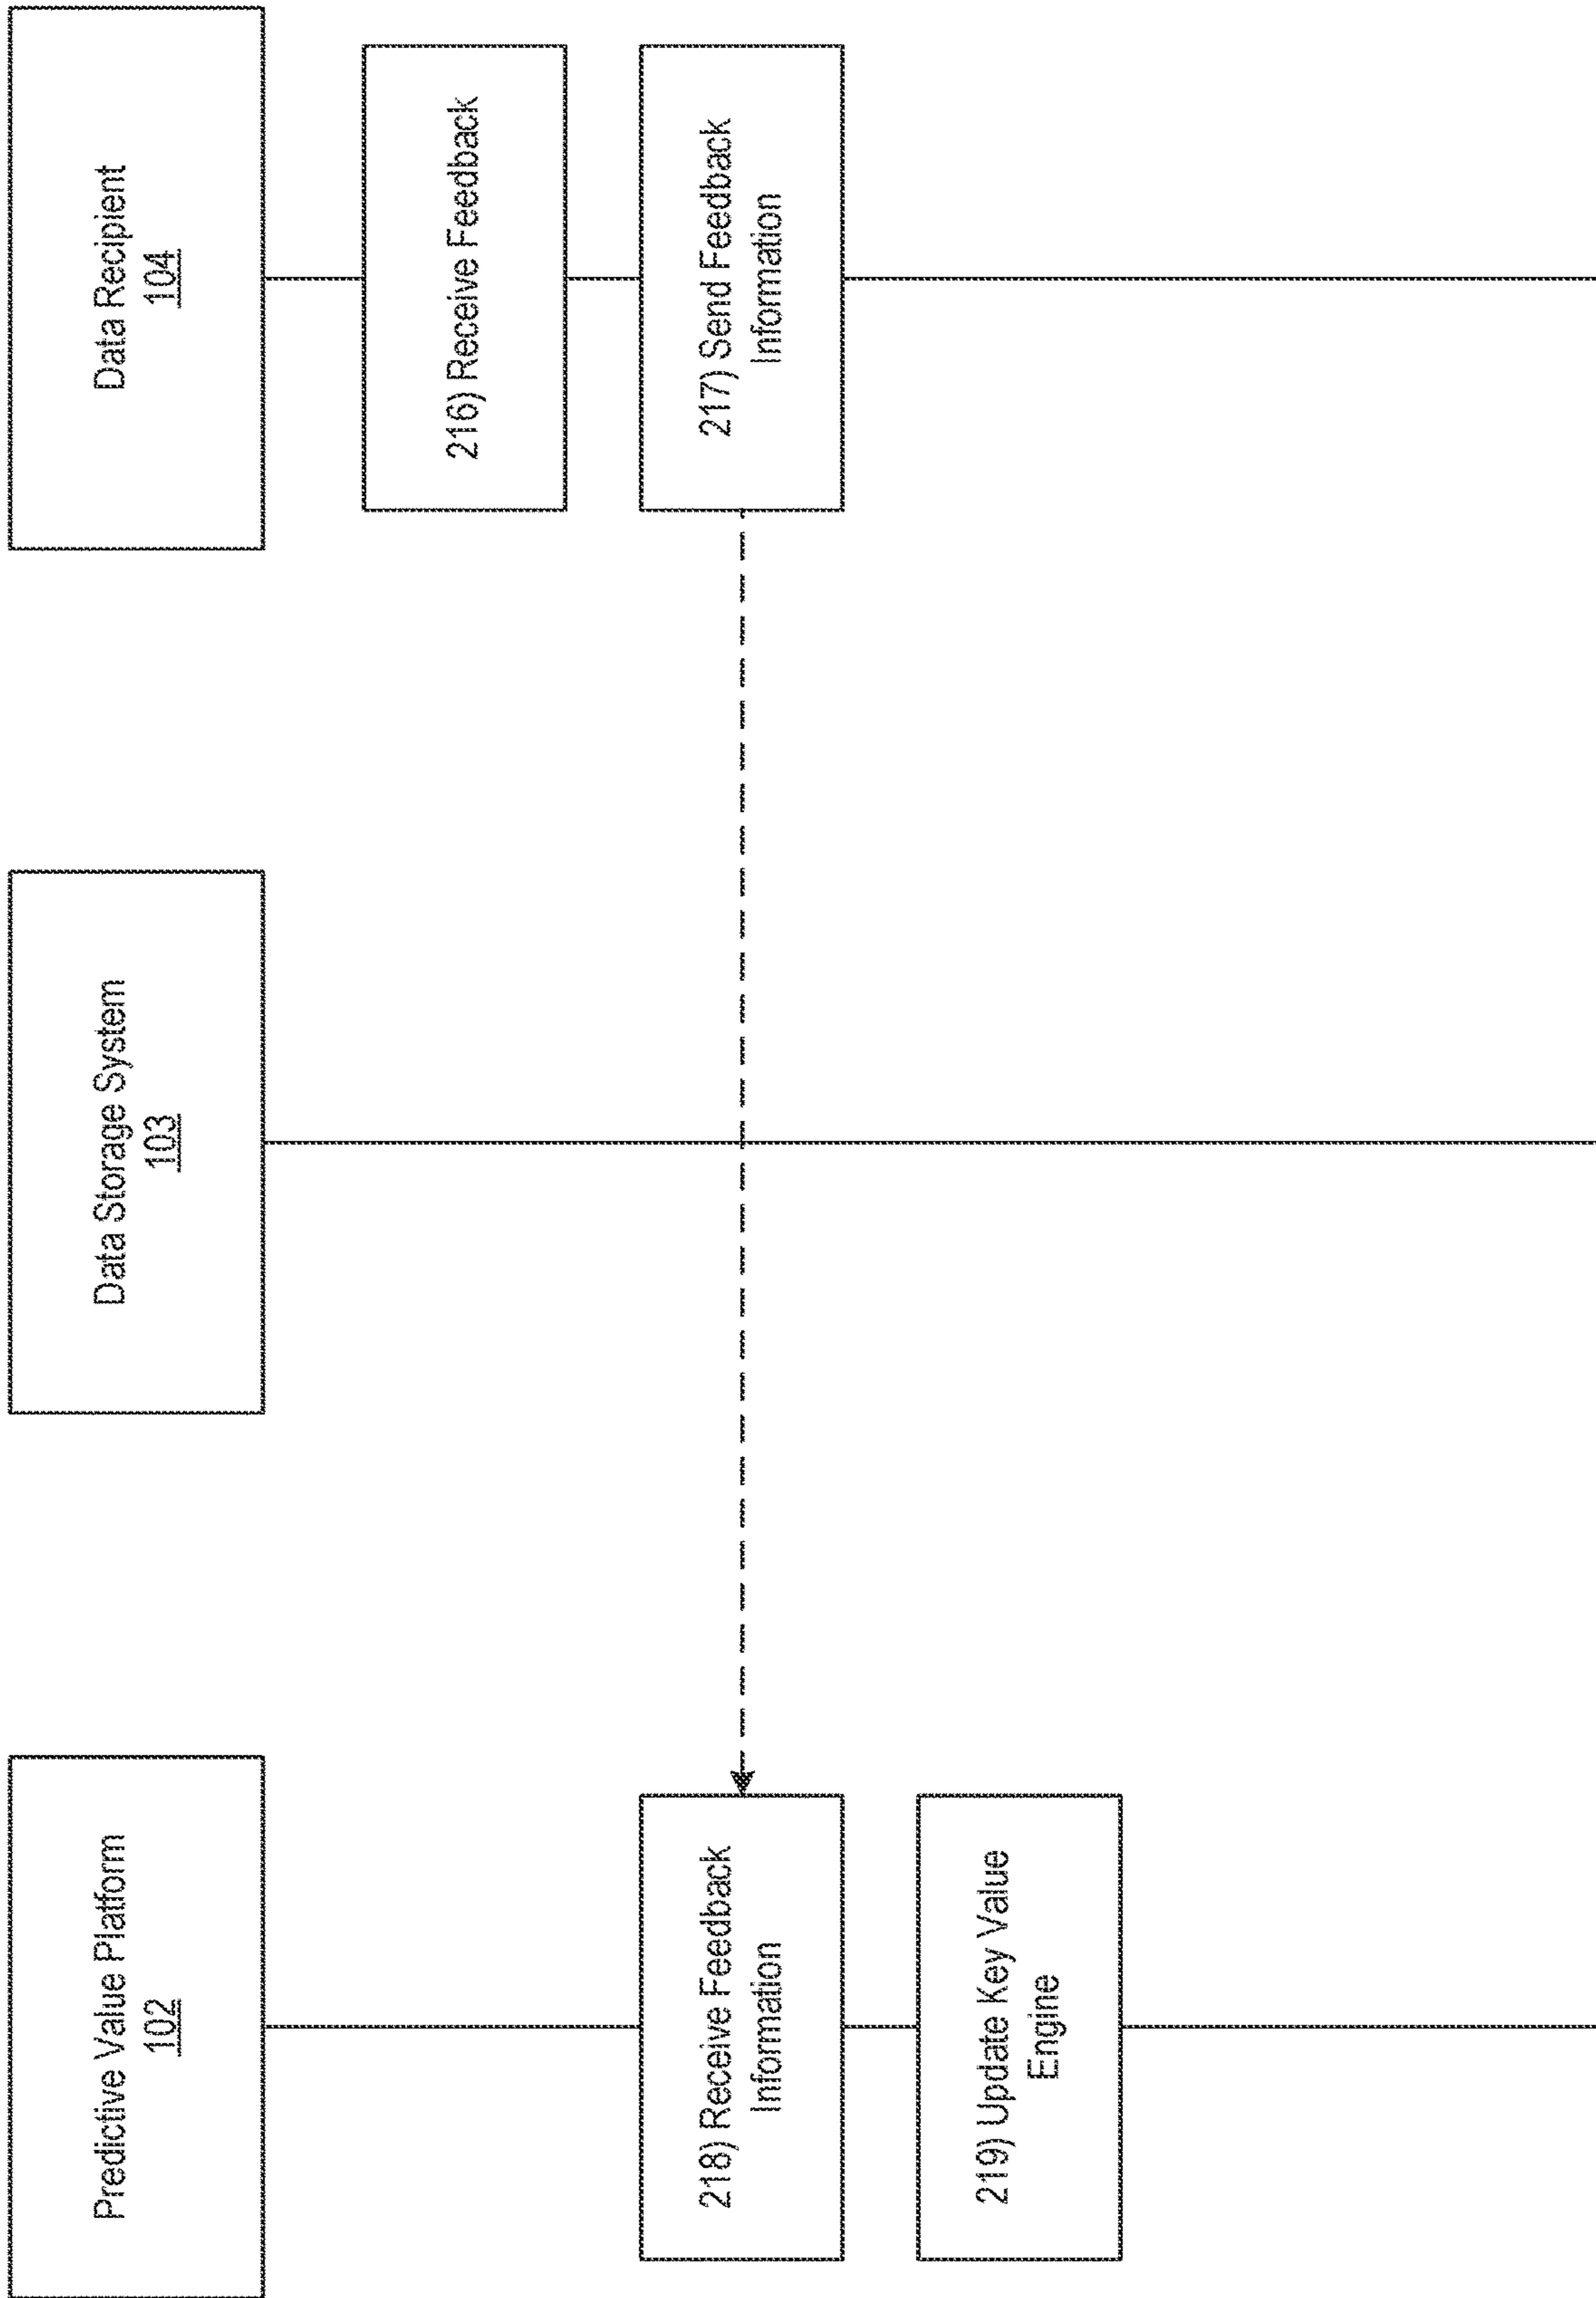 Predictive Value Platform
102
Data Storage System
103
Data Recipient
104
216) Receive Feedback
217) Send Feedback
Information
218) Receive Feedback
Information
219) Update Key Value
Engine